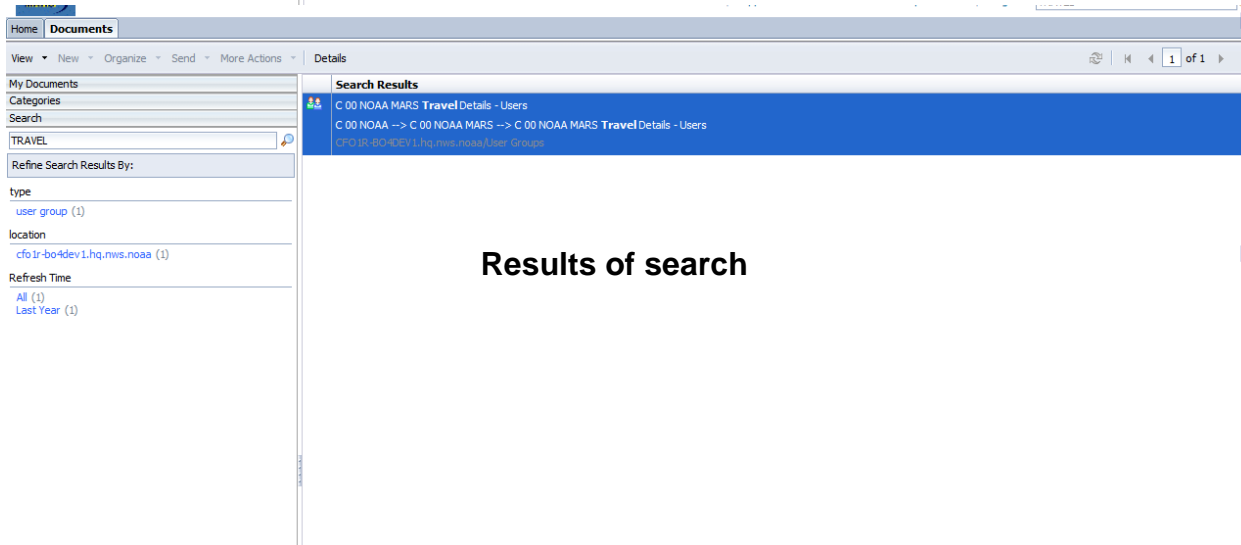 Home Documents
View New Organize Send More Actions Details 1 of 1
My Documents
Categories
Search
TRAVEL
Refine Search Results By:
type
user group (1)
location
cfo1r-bo4dev1.hq.nws.noaa (1)
Refresh Time
All (1)
Last Year (1)
Search Results
C 00 NOAA MARS Travel Details - Users
C 00 NOAA --> C 00 NOAA MARS --> C 00 NOAA MARS Travel Details - Users
CFO1R-BO4DEV1.hq.nws.noaa/User Groups
Results of search